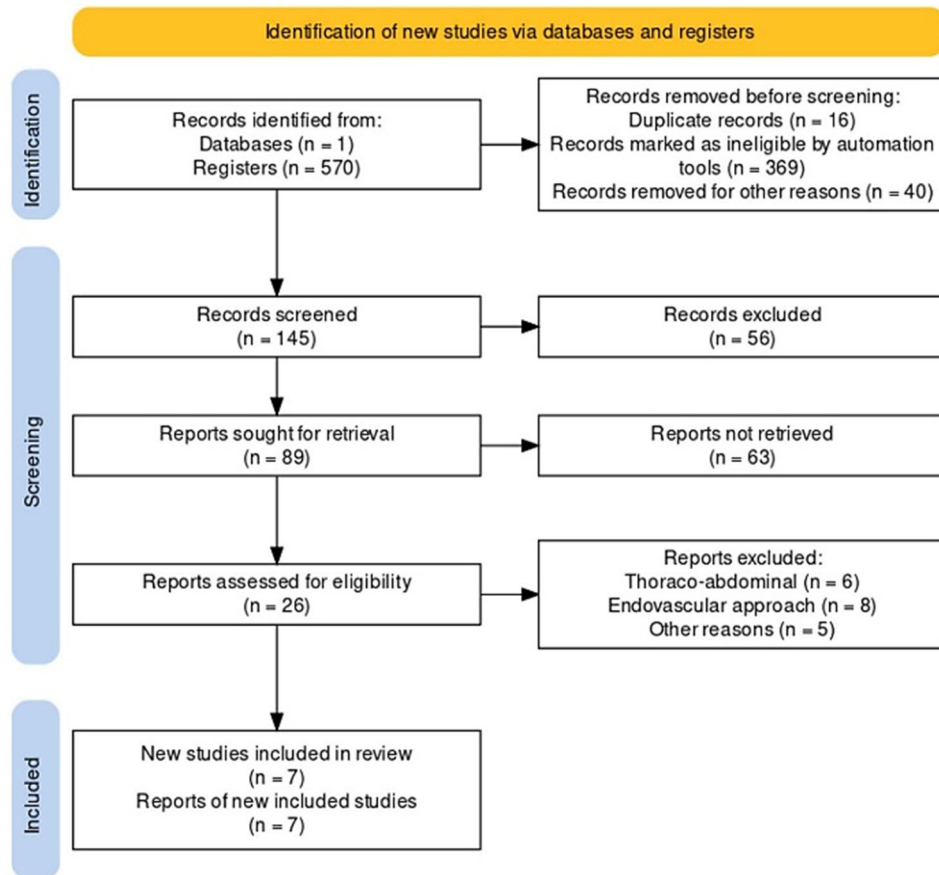 Identification of new studies via databases and registers
Identification
Records identified from:
Databases (n = 1)
Registers (n = 570)
Records removed before screening:
Duplicate records (n = 16)
Records marked as ineligible by automation
tools (n = 369)
Records removed for other reasons (n = 40)
Screening
Records screened
(n = 145)
Records excluded
(n = 56)
Reports sought for retrieval
(n = 89)
Reports not retrieved
(n = 63)
Reports assessed for eligibility
(n = 26)
Reports excluded:
Thoraco-abdominal (n = 6)
Endovascular approach (n = 8)
Other reasons (n = 5)
Included
New studies included in review
(n = 7)
Reports of new included studies
(n = 7)